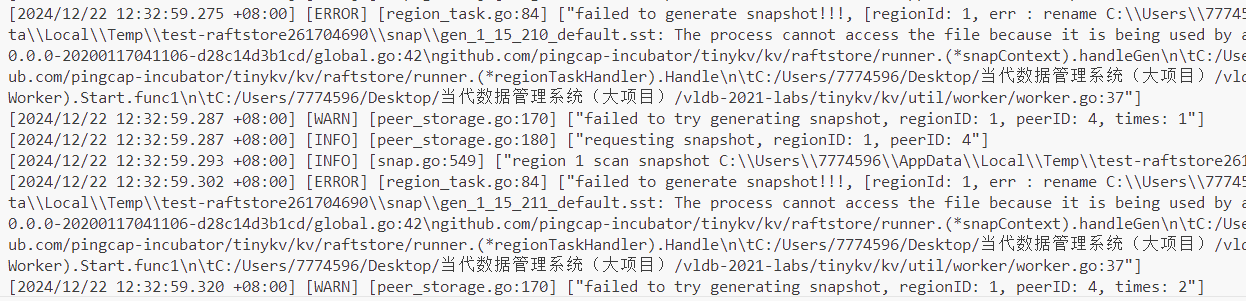 [2024/12/22 12:32:59.275 +08:00] [ERROR] [region_task.go:84] ["failed to generate snapshot!!!, [regionId: 1, err : rename C:\\Users\\7774
ta\\Local\\Temp\\test-raftstore261704690\\snap\\gen_1_15_210_default.sst: The process cannot access the file because it is being used by a
0.0.0-20200117041106-d28c14d3b1cd/global.go:42\ngithub.com/pingcap-incubator/tinykv/kv/raftstore/runner.(*snapContext).handleGen\n\tC:/Use
ub.com/pingcap-incubator/tinykv/kv/raftstore/runner.(*regionTaskHandler).Handle\n\tC:/Users/7774596/Desktop/当代数据管理系统（大项目）/vld
Worker).Start.func1\n\tC:/Users/7774596/Desktop/当代数据管理系统（大项目）/vldb-2021-labs/tinykv/kv/util/worker/worker.go:37"]
[2024/12/22 12:32:59.287 +08:00] [WARN] [peer_storage.go:170] ["failed to try generating snapshot, regionID: 1, peerID: 4, times: 1"]
[2024/12/22 12:32:59.287 +08:00] [INFO] [peer_storage.go:180] ["requesting snapshot, regionID: 1, peerID: 4"]
[2024/12/22 12:32:59.293 +08:00] [INFO] [snap.go:549] ["region 1 scan snapshot C:\\Users\\7774596\\AppData\\Local\\Temp\\test-raftstore261
[2024/12/22 12:32:59.302 +08:00] [ERROR] [region_task.go:84] ["failed to generate snapshot!!!, [regionId: 1, err : rename C:\\Users\\7774
ta\\Local\\Temp\\test-raftstore261704690\\snap\\gen_1_15_211_default.sst: The process cannot access the file because it is being used by a
0.0.0-20200117041106-d28c14d3b1cd/global.go:42\ngithub.com/pingcap-incubator/tinykv/kv/raftstore/runner.(*snapContext).handleGen\n\tC:/Use
ub.com/pingcap-incubator/tinykv/kv/raftstore/runner.(*regionTaskHandler).Handle\n\tC:/Users/7774596/Desktop/当代数据管理系统（大项目）/vld
Worker).Start.func1\n\tC:/Users/7774596/Desktop/当代数据管理系统（大项目）/vldb-2021-labs/tinykv/kv/util/worker/worker.go:37"]
[2024/12/22 12:32:59.320 +08:00] [WARN] [peer_storage.go:170] ["failed to try generating snapshot, regionID: 1, peerID: 4, times: 2"]